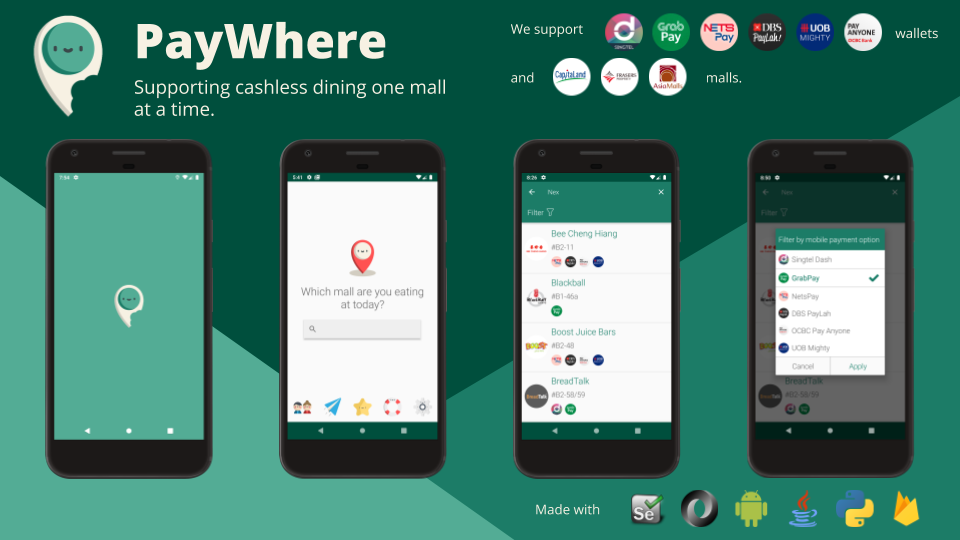 PayWhere
Supporting cashless dining one mall
at a time.
We support
SINGTEL
Grab
Pay
NETS
Pay
DBS
PayLah!
UOB
MIGHTY
PAY
ANYONE
OCBC Bank
wallets
and
CapitaLand
FRASERS
AsiaMalls
malls.
7:54
5:41
Which mall are you eating
at today?
8:26
Nex
Filter
Bee Cheng Hiang
#B2-11
Blackball
#B1-46a
Boost Juice Bars
#B2-48
BreadTalk
BreadTalk
#B2-58/59
8:30
Nex
Filter
Filter by mobile payment option
Singtel Dash
GrabPay
NetsPay
DBS PayLah
OCBC Pay Anyone
UOB Mighty
Cancel
Apply
BreadTalk
#B2-58/59
Made with
Se